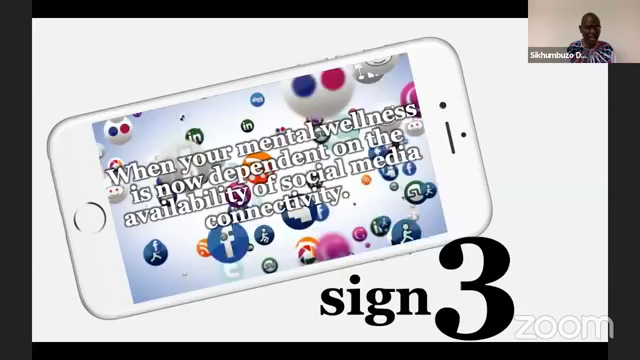 Sikhumbuzo D...
When your mental wellness
is now dependent on the
availability of social media
connectivity.
sign 3
zoom